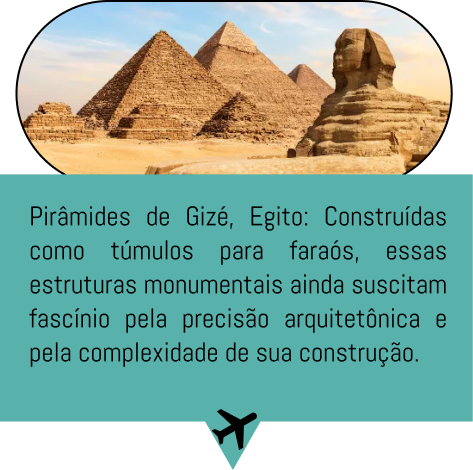 Pirâmides de Gizé, Egito: Construídas
como túmulos para faraós, essas
estruturas monumentais ainda suscitam
fascínio pela precisão arquitetônica e
pela complexidade de sua construção.